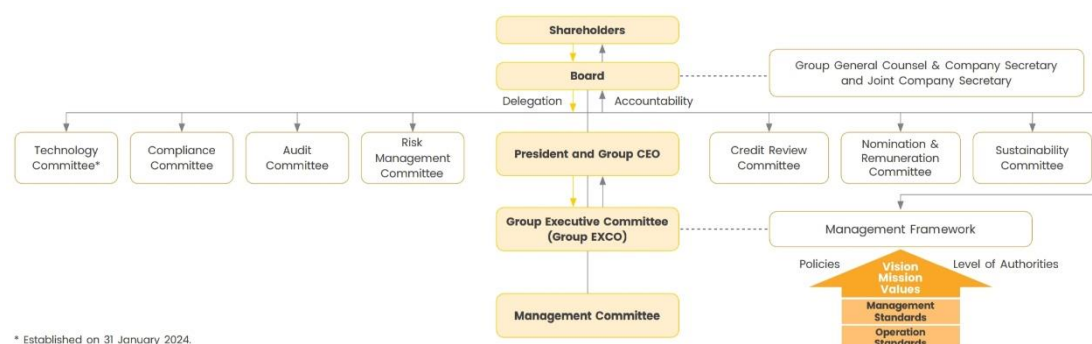 Shareholders
Board
Group General Counsel & Company Secretary
and Joint Company Secretary
Delegation
Accountability
Technology
Committee*
Compliance
Committee
Audit
Committee
Risk
Management
Committee
President and Group CEO
Credit Review
Committee
Nomination &
Remuneration
Committee
Sustainability
Committee
Group Executive Committee
(Group EXCO)
Management Framework
Policies
Level of Authorities
Vision
Mission
Values
Management
Standards
Operation
Standards
Management Committee
* Established on 31 January 2024.